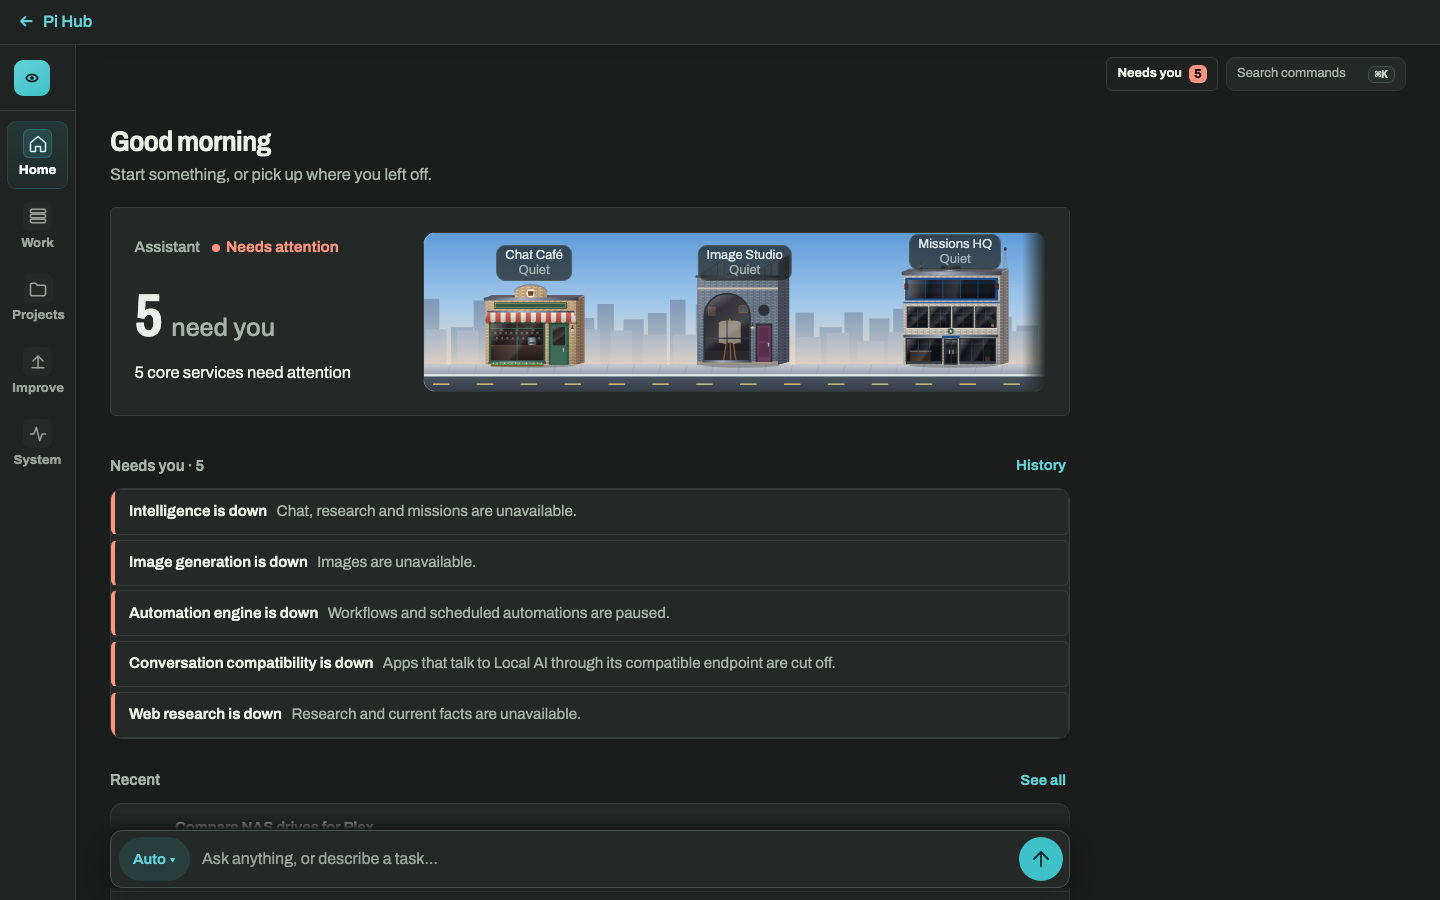 Pi Hub
Needs you 5
Search commands ⌘K
Home
Work
Projects
Improve
System
Good morning
Start something, or pick up where you left off.
Assistant Needs attention
5 need you
5 core services need attention
Chat Café
Quiet
Image Studio
Quiet
Missions HQ
Quiet
Needs you · 5
History
Intelligence is down Chat, research and missions are unavailable.
Image generation is down Images are unavailable.
Automation engine is down Workflows and scheduled automations are paused.
Conversation compatibility is down Apps that talk to Local AI through its compatible endpoint are cut off.
Web research is down Research and current facts are unavailable.
Recent
See all
Compare NAS drives for Plex
Auto ▾ Ask anything, or describe a task...